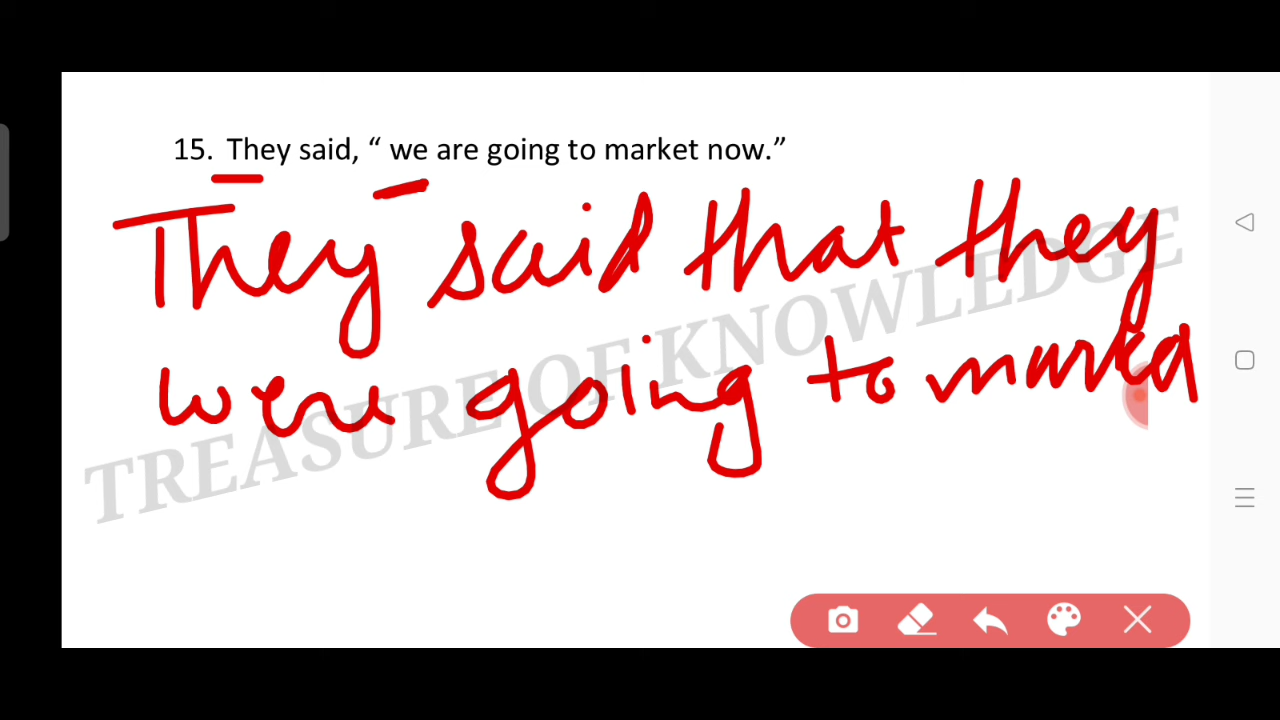 15. They said, “ we are going to market now.”
They said that they
were going to market
TREASURE OF KNOWLEDGE